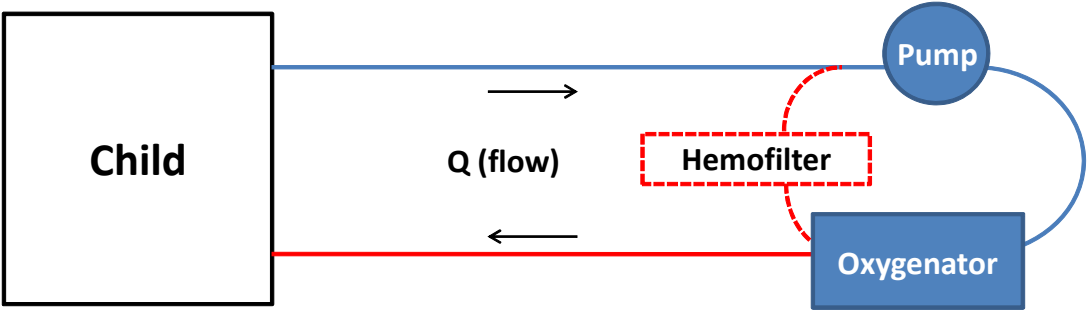 Pump
Child
Q (flow)
Hemofilter
Oxygenator